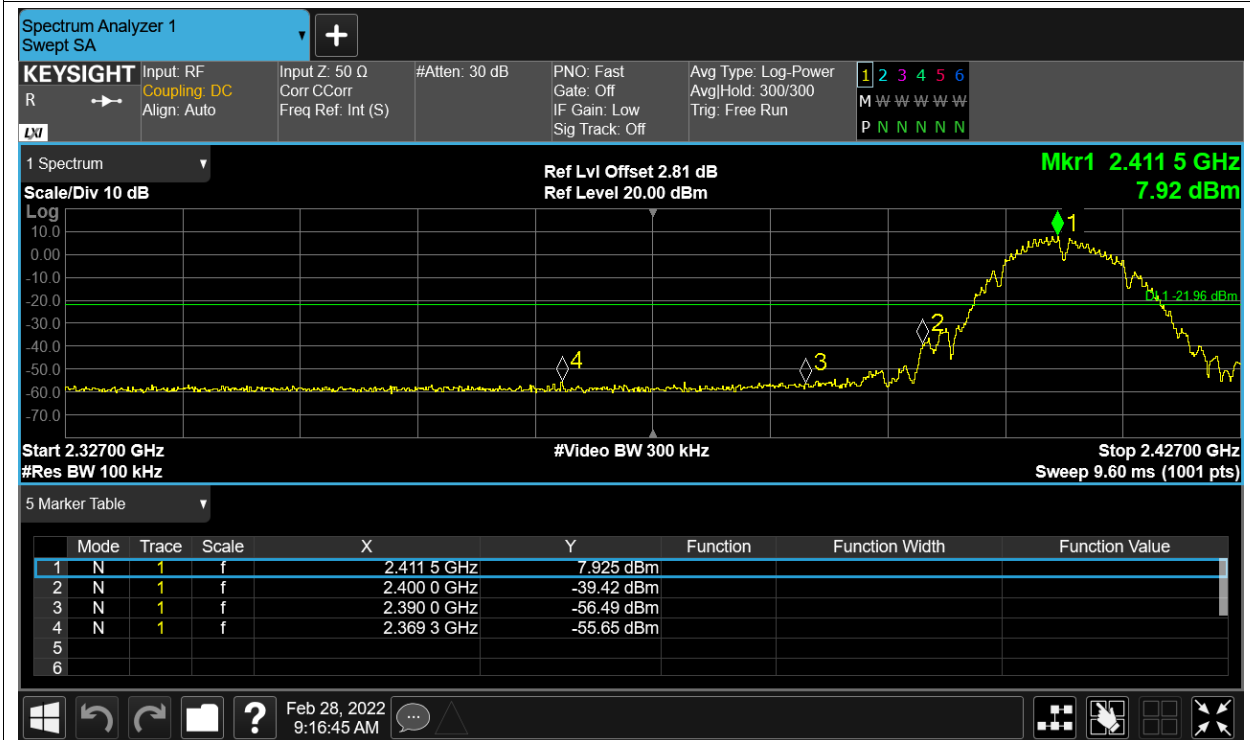 Spectrum Analyzer 1
Swept SA
+
KEYSIGHT
R
LXI
Input: RF
Coupling: DC
Align: Auto
Input Z: 50 Ω
Corr CCorr
Freq Ref: Int (S)
#Atten: 30 dB
PNO: Fast
Gate: Off
IF Gain: Low
Sig Track: Off
Avg Type: Log-Power
Avg|Hold: 300/300
Trig: Free Run
1 2 3 4 5 6
M W W W W W
P N N N N N
1 Spectrum
Scale/Div 10 dB
Ref Lvl Offset 2.81 dB
Ref Level 20.00 dBm
Mkr1 2.411 5 GHz
7.92 dBm
Log
10.0
0.00
-10.0
-20.0
-30.0
-40.0
-50.0
-60.0
-70.0
1
DL1 -21.96 dBm
2
3
4
Start 2.32700 GHz
#Res BW 100 kHz
#Video BW 300 kHz
Stop 2.42700 GHz
Sweep 9.60 ms (1001 pts)
5 Marker Table
Mode Trace Scale X Y Function Function Width Function Value
1 N 1 f 2.411 5 GHz 7.925 dBm
2 N 1 f 2.400 0 GHz -39.42 dBm
3 N 1 f 2.390 0 GHz -56.49 dBm
4 N 1 f 2.369 3 GHz -55.65 dBm
5
6
?
Feb 28, 2022
9:16:45 AM